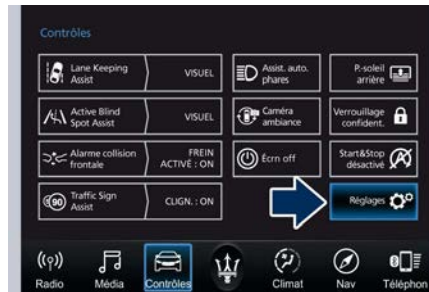 Contrôles
Lane Keeping
Assist
VISUEL
Assist. auto.
phares
P.-soleil
arrière
Active Blind
Spot Assist
VISUEL
Caméra
ambiance
Verrouillage
confident.
Alarme collision
frontale
FREIN
ACTIVÉ : ON
Écrn off
Start&Stop
désactivé
90
Traffic Sign
Assist
CLIGN. : ON
Réglages
Radio
Média
Contrôles
Climat
Nav
Téléphon